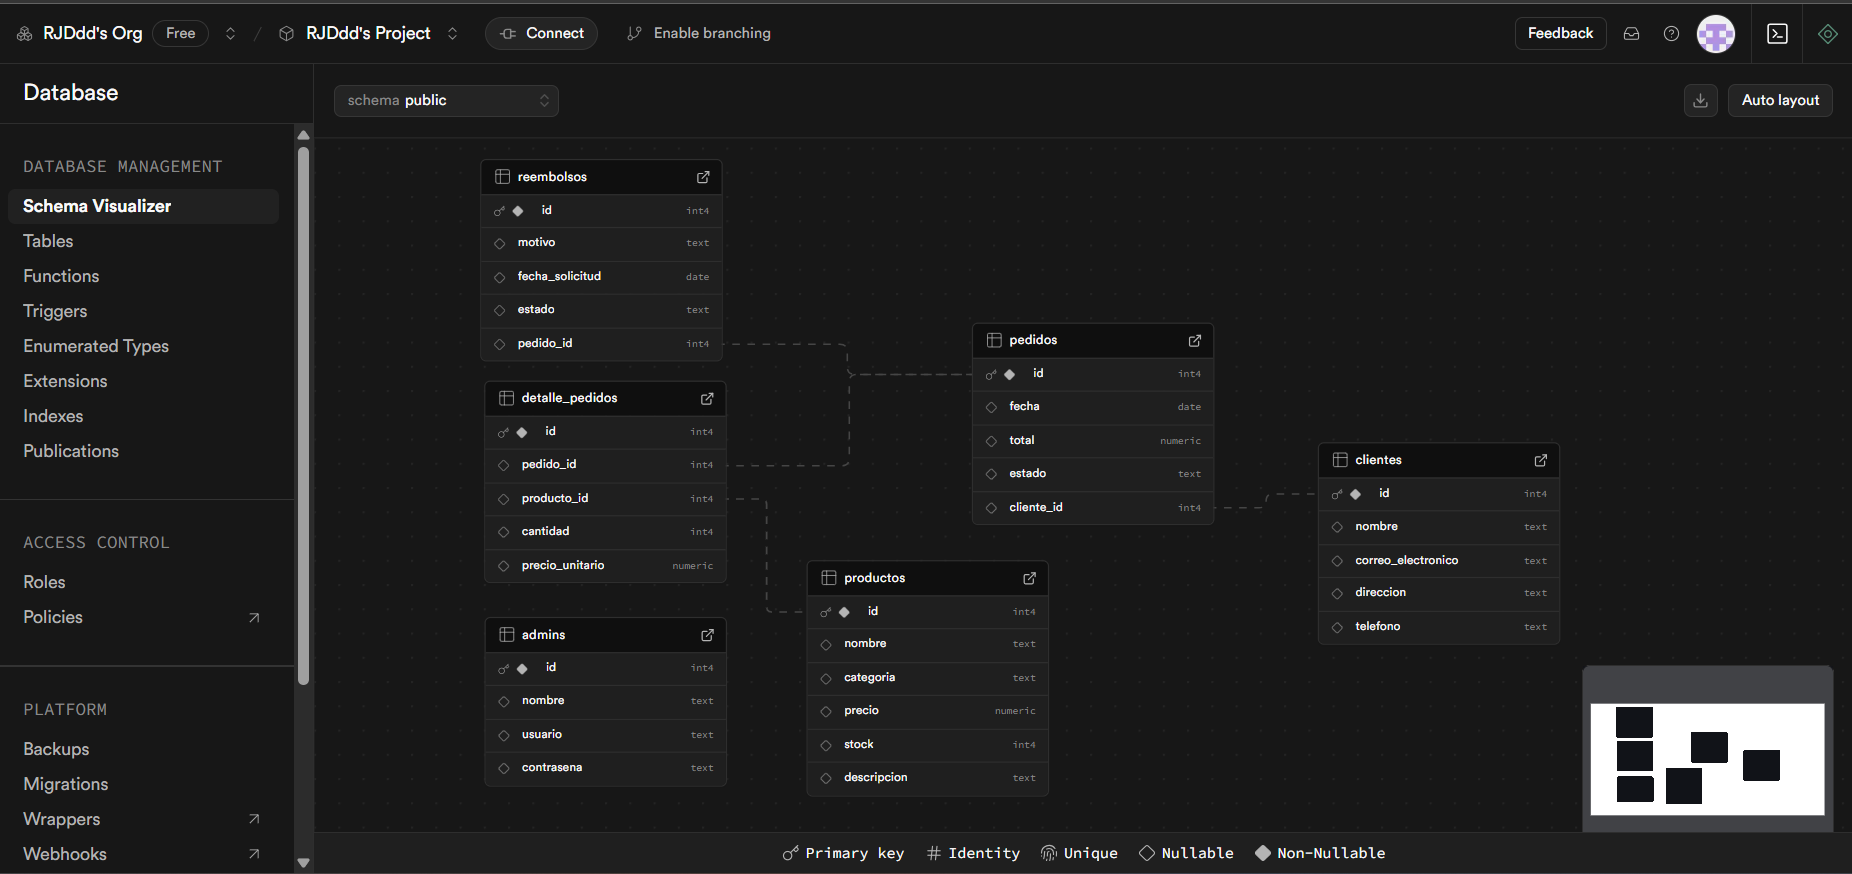 RJDdd's Org Free / RJDdd's Project Connect Enable branching Feedback
Database
schema public
Auto layout
DATABASE MANAGEMENT
Schema Visualizer
Tables
Functions
Triggers
Enumerated Types
Extensions
Indexes
Publications
ACCESS CONTROL
Roles
Policies
PLATFORM
Backups
Migrations
Wrappers
Webhooks
reembolsos
id int4
motivo text
fecha_solicitud date
estado text
pedido_id int4
detalle_pedidos
id int4
pedido_id int4
producto_id int4
cantidad int4
precio_unitario numeric
admins
id int4
nombre text
usuario text
contrasena text
pedidos
id int4
fecha date
total numeric
estado text
cliente_id int4
productos
id int4
nombre text
categoria text
precio numeric
stock int4
descripcion text
clientes
id int4
nombre text
correo_electronico text
direccion text
telefono text
Primary key Identity Unique Nullable Non-Nullable